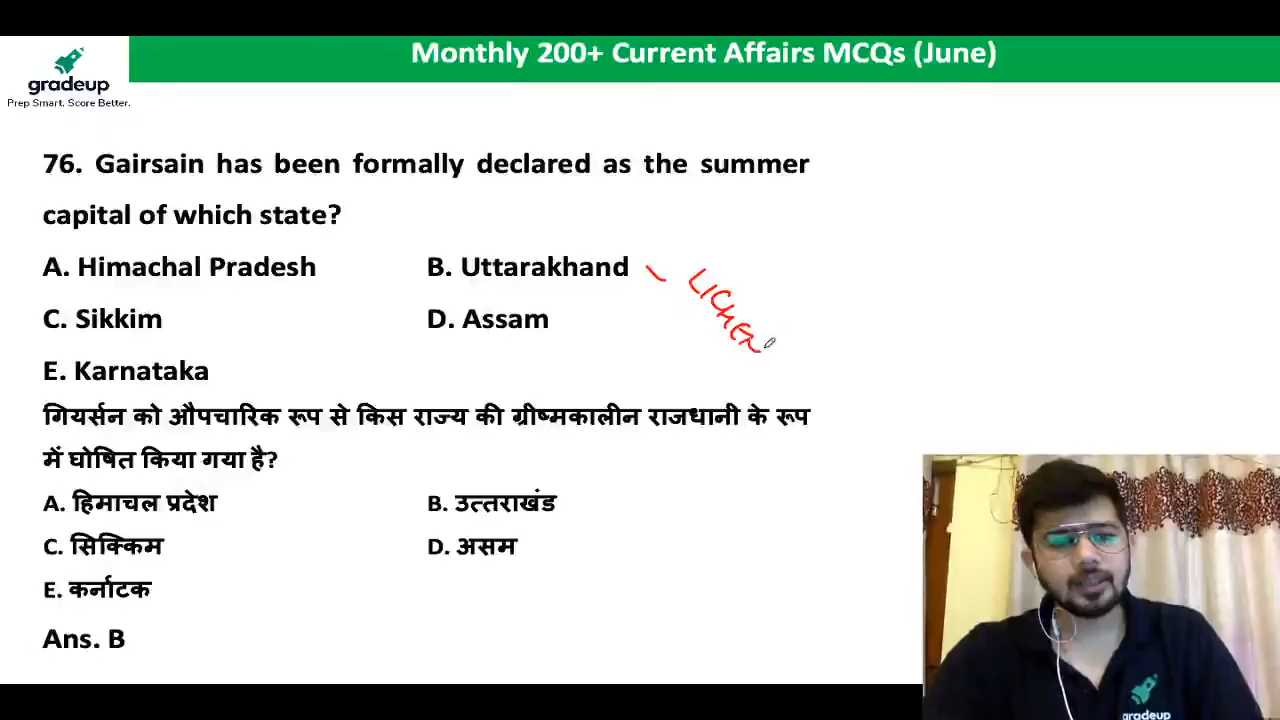 Monthly 200+ Current Affairs MCQs (June)
gradeup
Prep Smart. Score Better.
76. Gairsain has been formally declared as the summer
capital of which state?
A. Himachal Pradesh B. Uttarakhand
C. Sikkim D. Assam
E. Karnataka
LICHEN
गियर्सन को औपचारिक रूप से किस राज्य की ग्रीष्मकालीन राजधानी के रूप
में घोषित किया गया है?
A. हिमाचल प्रदेश B. उत्तराखंड
C. सिक्किम D. असम
E. कर्नाटक
Ans. B
gradeup